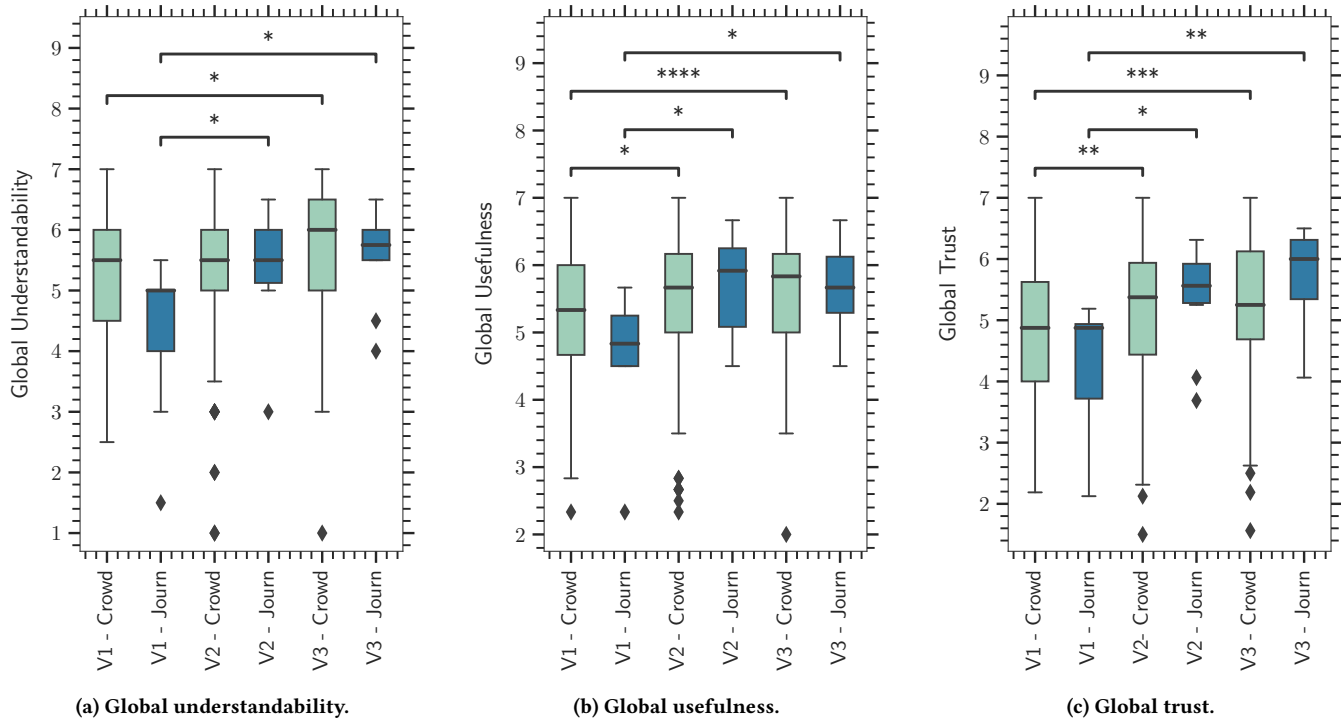 *
*
*
9
8
7
6
5
4
3
2
1
Global Understandability
V1 - Crowd
V1 - Journ
V2 - Crowd
V2 - Journ
V3 - Crowd
V3 - Journ
(a) Global understandability.
*
****
*
*
9
8
7
6
5
4
3
2
Global Usefulness
V1 - Crowd
V1 - Journ
V2 - Crowd
V2 - Journ
V3 - Crowd
V3 - Journ
(b) Global usefulness.
**
***
*
**
9
8
7
6
5
4
3
2
Global Trust
V1 - Crowd
V1 - Journ
V2- Crowd
V2 - Journ
V3 - Crowd
V3 - Journ
(c) Global trust.